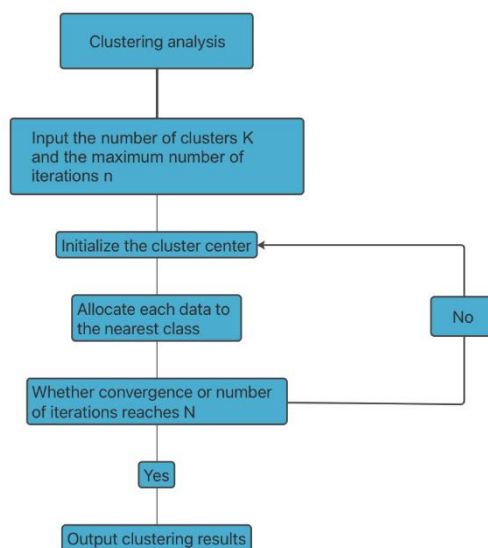 Clustering analysis
Input the number of clusters K
and the maximum number of
iterations n
Initialize the cluster center
Allocate each data to
the nearest class
No
Whether convergence or number
of iterations reaches N
Yes
Output clustering results